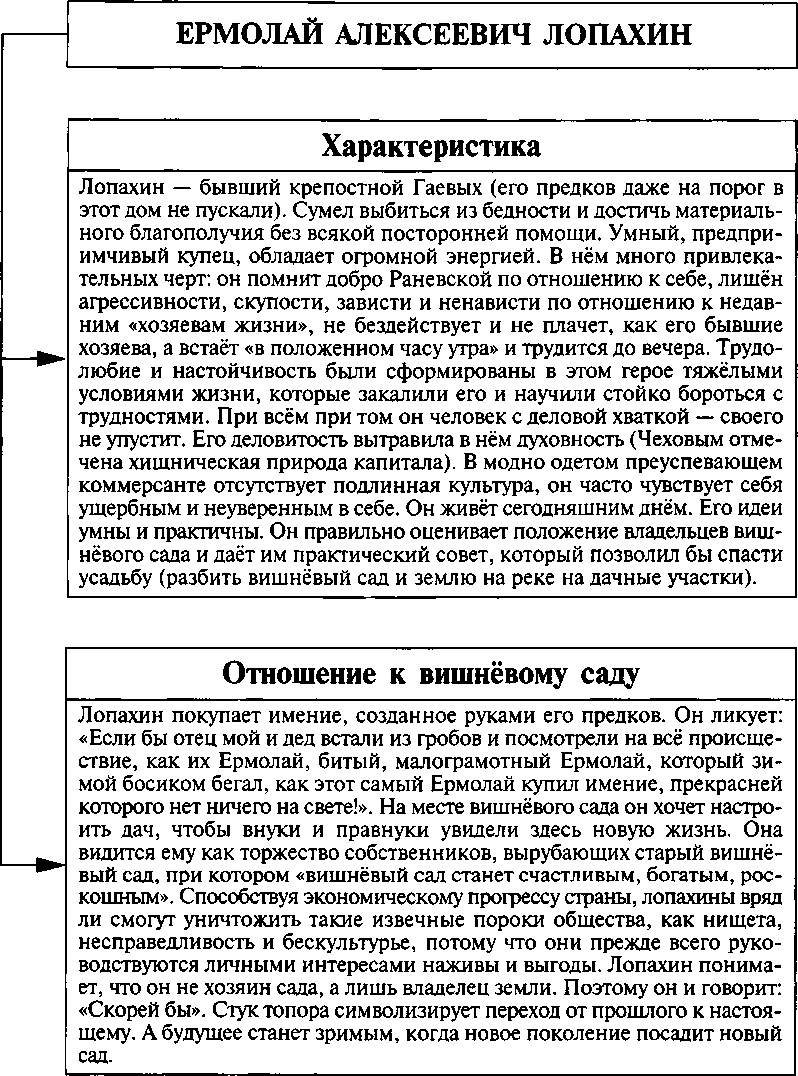 ЕРМОЛАЙ АЛЕКСЕЕВИЧ ЛОПАХИН
Характеристика
Лопахин — бывший крепостной Гаевых (его предков даже на порог в
этот дом не пускали). Сумел выбиться из бедности и достичь материаль-
ного благополучия без всякой посторонней помощи. Умный, предпри-
имчивый купец, обладает огромной энергией. В нём много привлека-
тельных черт: он помнит добро Раневской по отношению к себе, лишён
агрессивности, скупости, зависти и ненависти по отношению к недав-
ним «хозяевам жизни», не бездействует и не плачет, как его бывшие
хозяева, а встаёт «в положенном часу утра» и трудится до вечера. Трудо-
любие и настойчивость были сформированы в этом герое тяжёлыми
условиями жизни, которые закалили его и научили стойко бороться с
трудностями. При всём при том он человек с деловой хваткой — своего
не упустит. Его деловитость вытравила в нём духовность (Чеховым отме-
чена хищническая природа капитала). В модно одетом преуспевающем
коммерсанте отсутствует подлинная культура, он часто чувствует себя
ущербным и неуверенным в себе. Он живёт сегодняшним днём. Его идеи
умны и практичны. Он правильно оценивает положение владельцев виш-
нёвого сада и даёт им практический совет, который позволил бы спасти
усадьбу (разбить вишнёвый сад и землю на реке на дачные участки).
Отношение к вишнёвому саду
Лопахин покупает имение, созданное руками его предков. Он ликует:
«Если бы отец мой и дед встали из гробов и посмотрели на всё происше-
ствие, как их Ермолай, битый, малограмотный Ермолай, который зи-
мой босиком бегал, как этот самый Ермолай купил имение, прекрасней
которого нет ничего на свете!». На месте вишнёвого сада он хочет настро-
ить дач, чтобы внуки и правнуки увидели здесь новую жизнь. Она
видится ему как торжество собственников, вырубающих старый вишнё-
вый сад, при котором «вишнёвый сад станет счастливым, богатым, рос-
кошным». Способствуя экономическому прогрессу страны, лопахины вряд
ли смогут уничтожить такие извечные пороки общества, как нищета,
несправедливость и бескультурье, потому что они прежде всего руко-
водствуются личными интересами наживы и выгоды. Лопахин понима-
ет, что он не хозяин сада, а лишь владелец земли. Поэтому он и говорит:
«Скорей бы». Стук топора символизирует переход от прошлого к настоя-
щему. А будущее станет зримым, когда новое поколение посадит новый
сад.